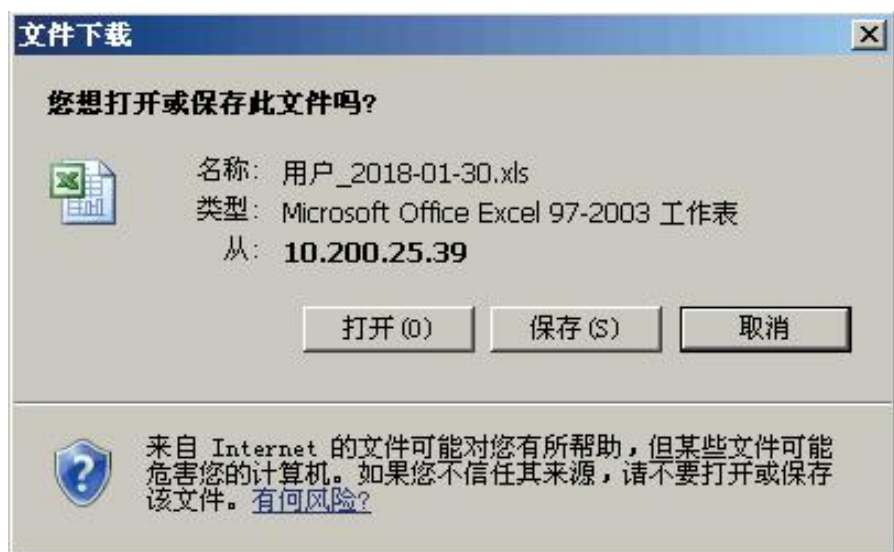 文件下载
您想打开或保存此文件吗?
名称: 用户_2018-01-30.xls
类型: Microsoft Office Excel 97-2003 工作表
从: 10.200.25.39
打开(O) 保存(S) 取消
来自 Internet 的文件可能对您有所帮助，但某些文件可能
危害您的计算机。如果您不信任其来源，请不要打开或保存
该文件。有何风险?